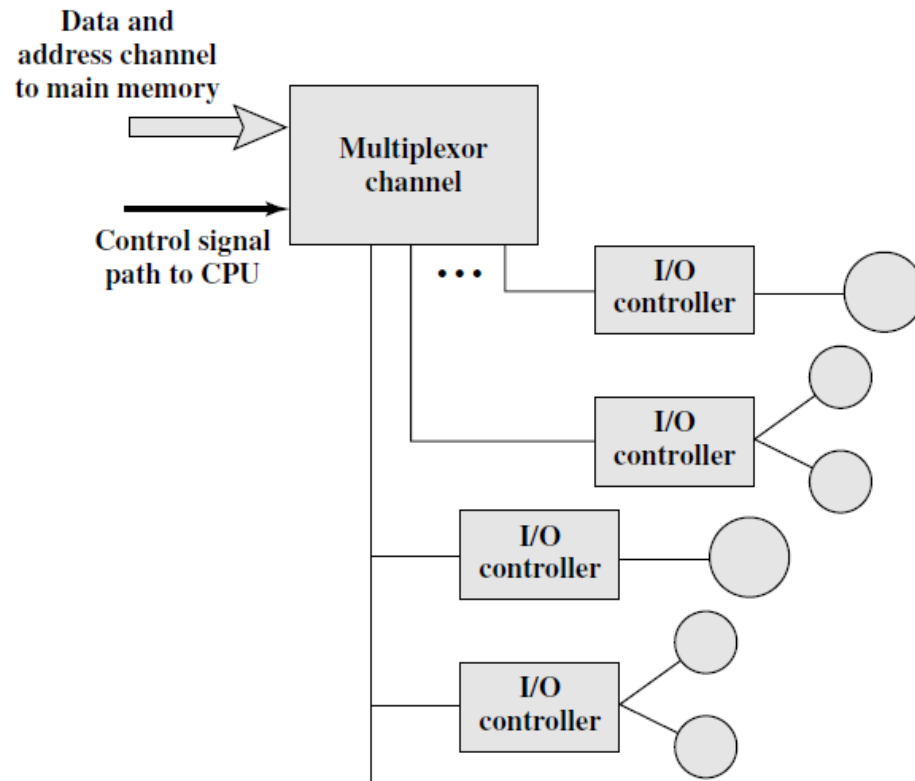 Data and
address channel
to main memory
Multiplexor
channel
Control signal
path to CPU
•••
I/O
controller
I/O
controller
I/O
controller
I/O
controller